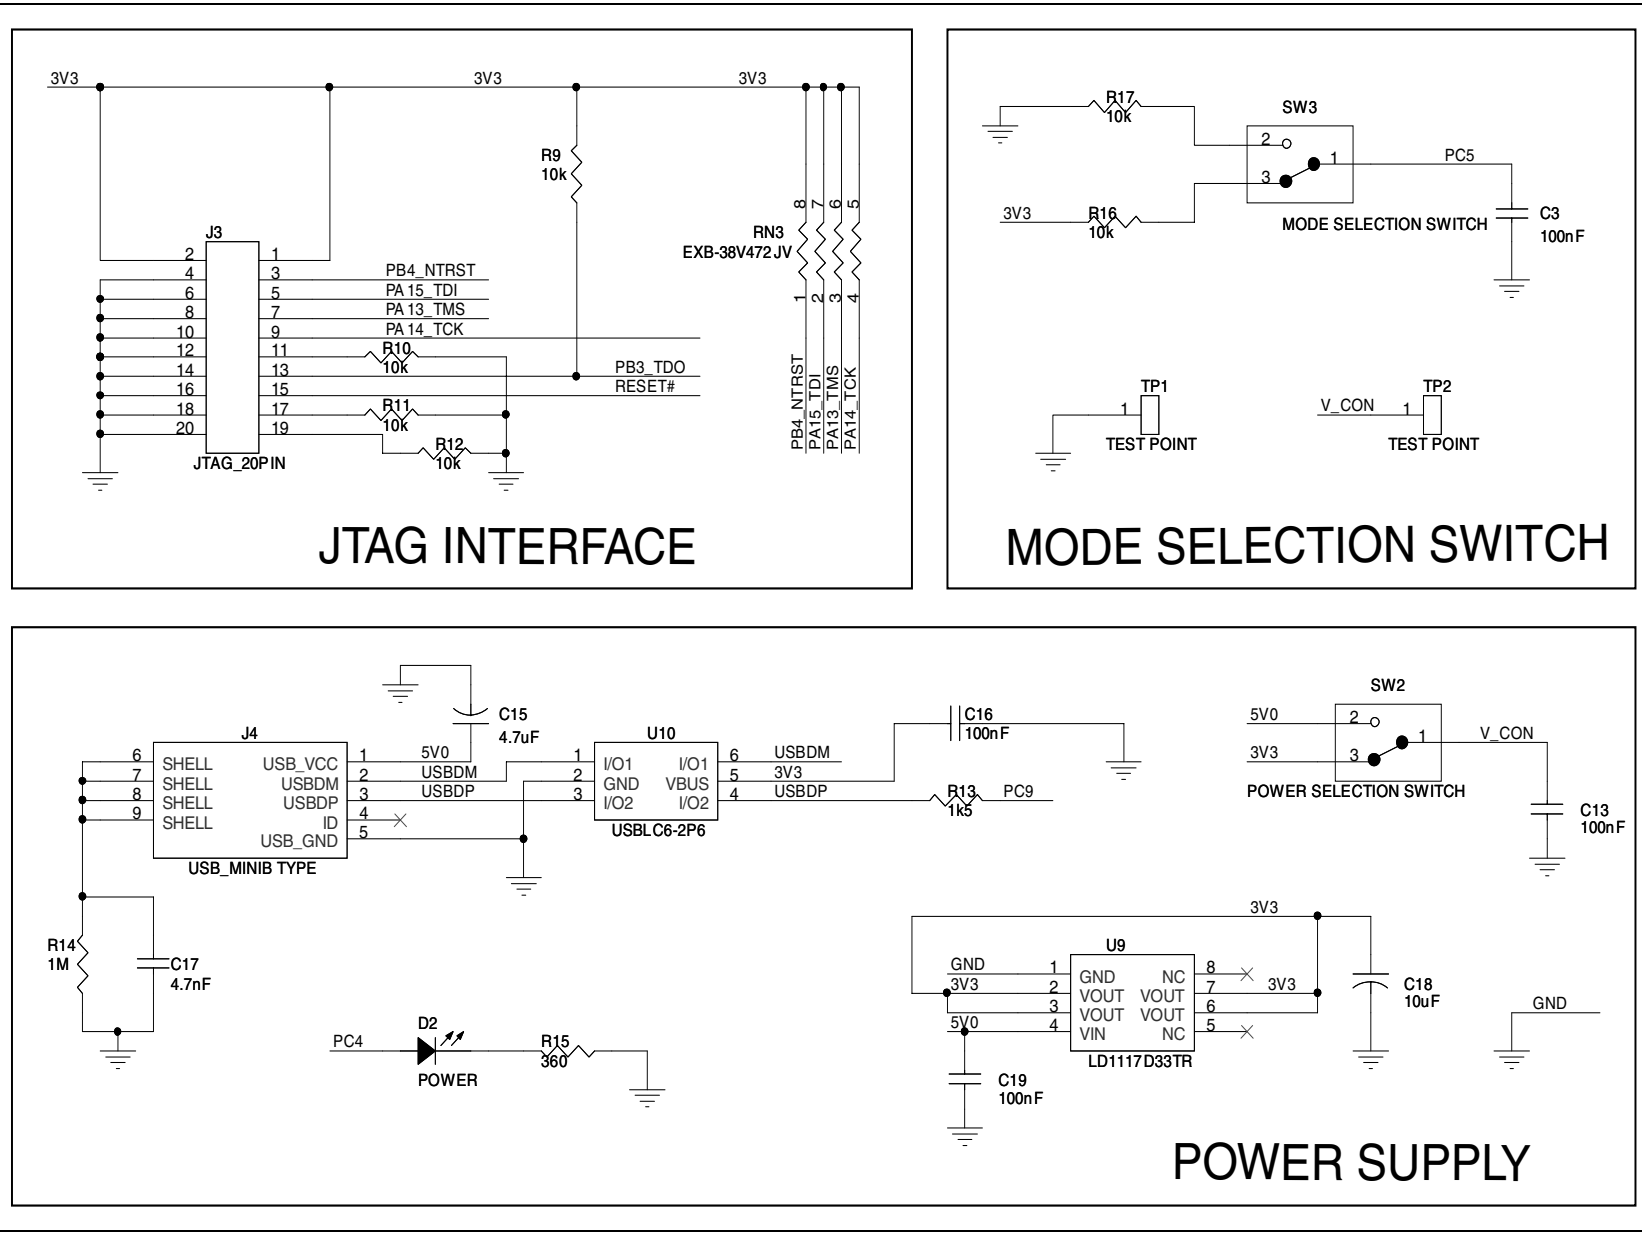 3V3 3V3 3V3
R9
10k
J3
2 1
4 3 PB4_NTRST
6 5 PA15_TDI
8 7 PA13_TMS
10 9 PA14_TCK
12 11 R10
10k
14 13 PB3_TDO
16 15 RESET#
18 17 R11
10k
20 19 R12
10k
JTAG_20PIN
8 7 6 5
RN3
EXB-38V472JV
1 2 3 4
PB4_NTRST
PA15_TDI
PA13_TMS
PA14_TCK
JTAG INTERFACE
R17
10k
SW3
2
1 PC5
3
3V3 R16
10k
MODE SELECTION SWITCH
C3
100nF
TP1
1
TEST POINT
TP2
V_CON 1
TEST POINT
MODE SELECTION SWITCH
C15
4.7uF
J4
6 SHELL USB_VCC 1 5V0
7 SHELL USBDM 2 USBDM
8 SHELL USBDP 3 USBDP
9 SHELL ID 4
USB_GND 5
USB_MINIB TYPE
U10
1 I/O1 I/O1 6 USBDM
2 GND VBUS 5 3V3
3 I/O2 I/O2 4 USBDP
USBLC6-2P6
C16
100nF
R13
1k5
PC9
SW2
5V0 2
1 V_CON
3V3 3
POWER SELECTION SWITCH
C13
100nF
R14
1M
C17
4.7nF
PC4
D2
POWER
R15
360
3V3
U9
GND 1 GND NC 8
3V3 2 VOUT VOUT 7 3V3
3 VOUT VOUT 6
5V0 4 VIN NC 5
LD1117D33TR
C18
10uF
C19
100nF
GND
POWER SUPPLY